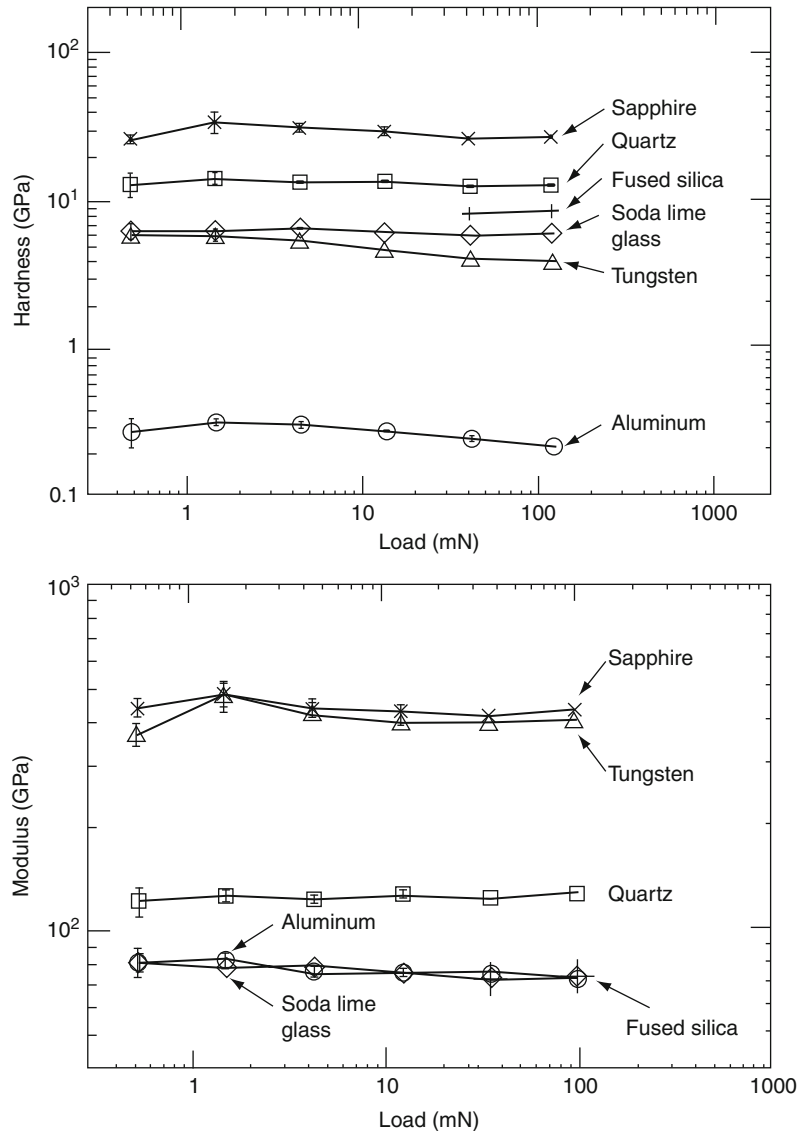 10²
Sapphire
Quartz
Fused silica
10¹
Soda lime
glass
Tungsten
Hardness (GPa)
1
Aluminum
0.1
1
10
100
1000
Load (mN)
10³
Sapphire
Tungsten
Modulus (GPa)
Quartz
10²
Aluminum
Soda lime
glass
Fused silica
1
10
100
1000
Load (mN)